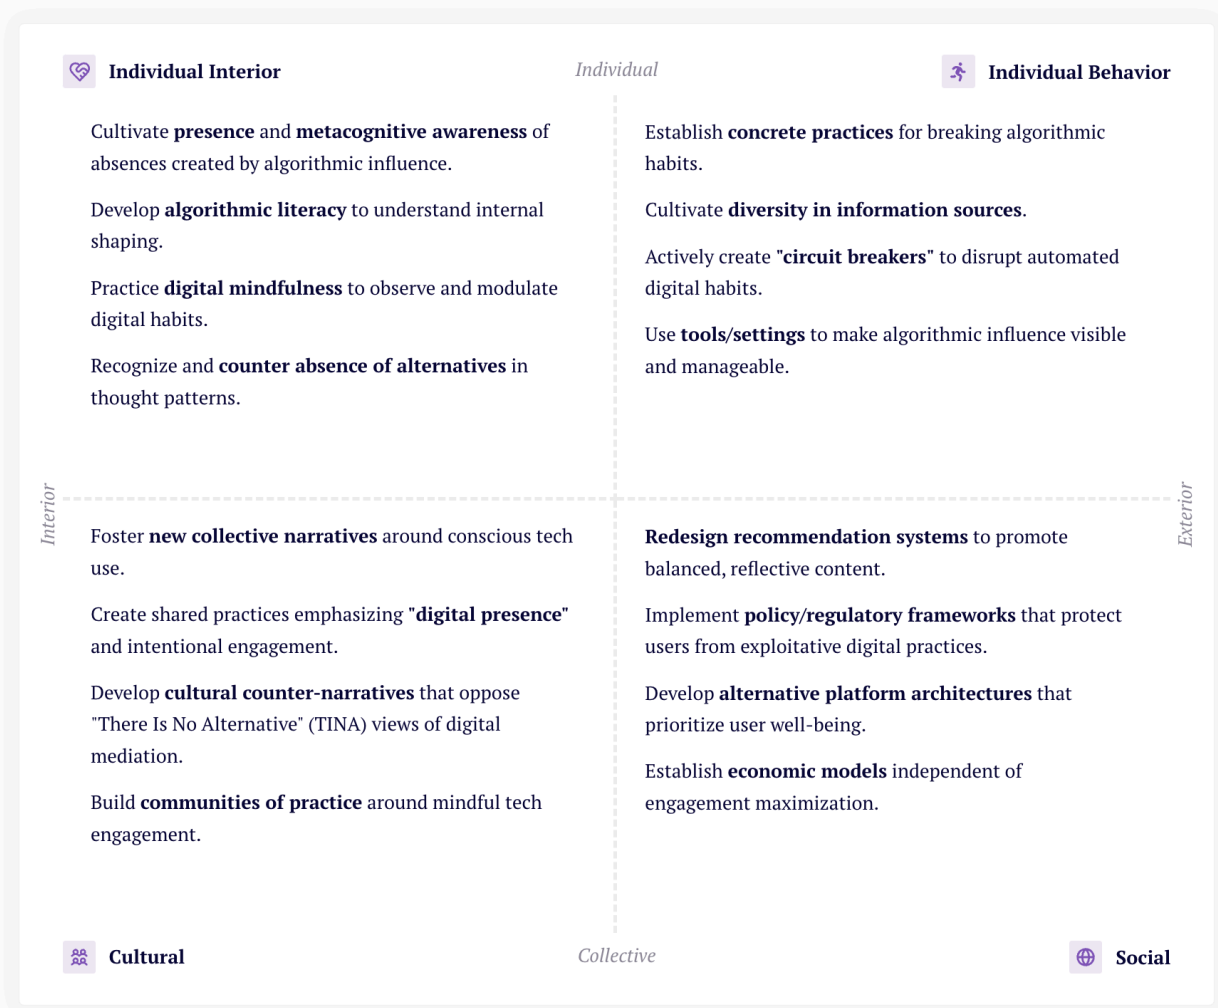 Individual Interior
Individual
Individual Behavior
Cultivate presence and metacognitive awareness of
absences created by algorithmic influence.
Develop algorithmic literacy to understand internal
shaping.
Practice digital mindfulness to observe and modulate
digital habits.
Recognize and counter absence of alternatives in
thought patterns.
Establish concrete practices for breaking algorithmic
habits.
Cultivate diversity in information sources.
Actively create "circuit breakers" to disrupt automated
digital habits.
Use tools/settings to make algorithmic influence visible
and manageable.
Interior
Exterior
Foster new collective narratives around conscious tech
use.
Create shared practices emphasizing "digital presence"
and intentional engagement.
Develop cultural counter-narratives that oppose
"There Is No Alternative" (TINA) views of digital
mediation.
Build communities of practice around mindful tech
engagement.
Redesign recommendation systems to promote
balanced, reflective content.
Implement policy/regulatory frameworks that protect
users from exploitative digital practices.
Develop alternative platform architectures that
prioritize user well-being.
Establish economic models independent of
engagement maximization.
Cultural
Collective
Social